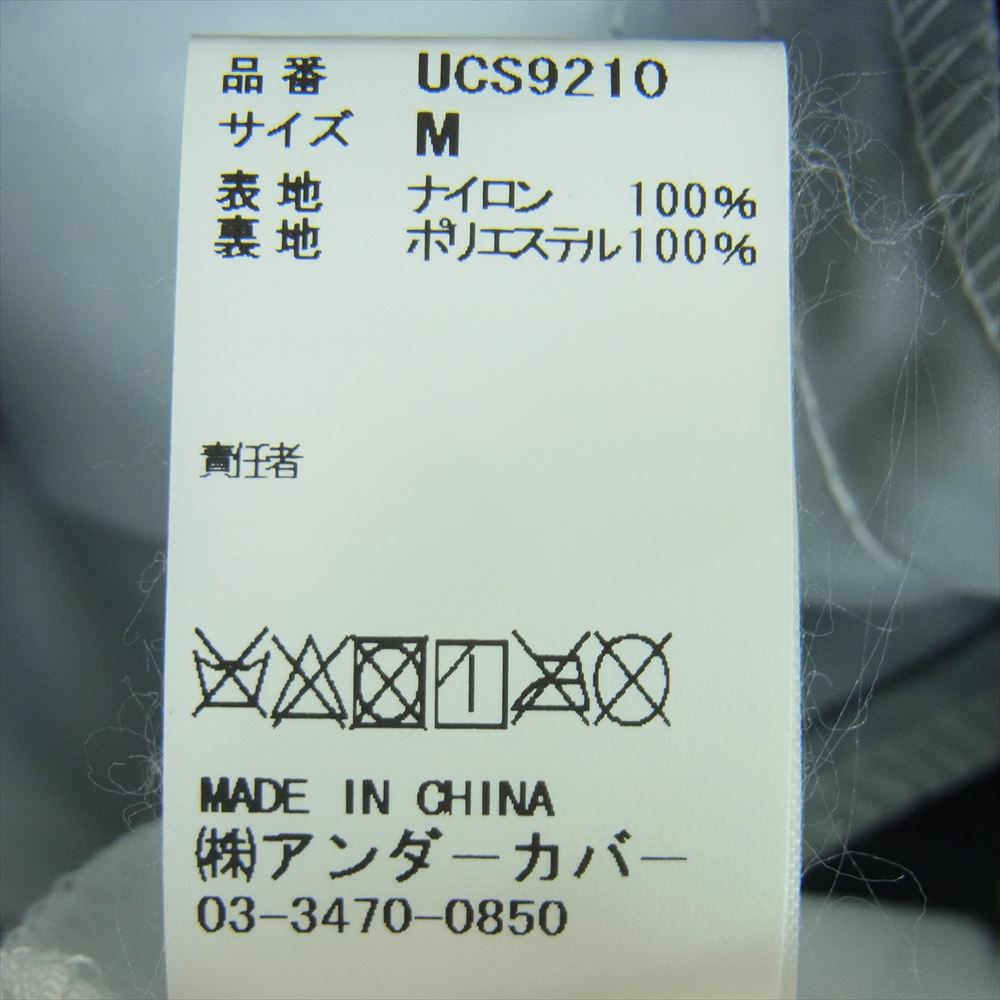 品番 UCS9210
サイズ M
表地 ナイロン 100%
裏地 ポリエステル100%
責任者
MADE IN CHINA
(株)アンダーカバー
03-3470-0850